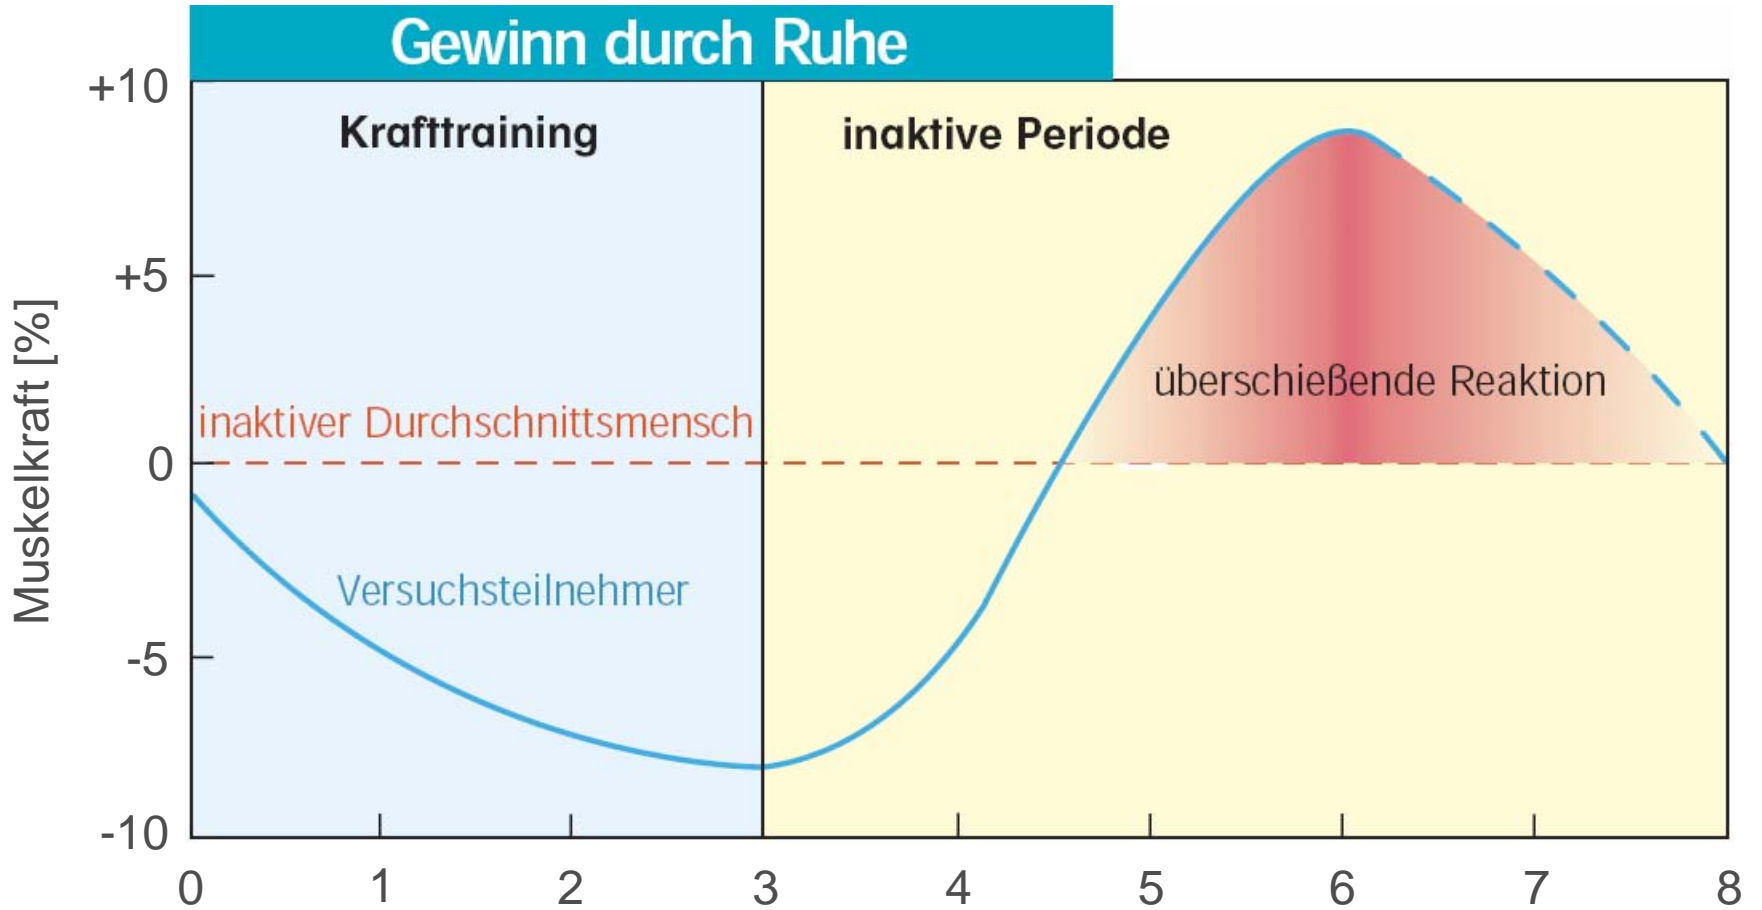 Gewinn durch Ruhe
+10
Krafttraining
inaktive Periode
+5
Muskelkraft [%]
überschießende Reaktion
inaktiver Durchschnittsmensch
0
Versuchsteilnehmer
-5
-10
0 1 2 3 4 5 6 7 8